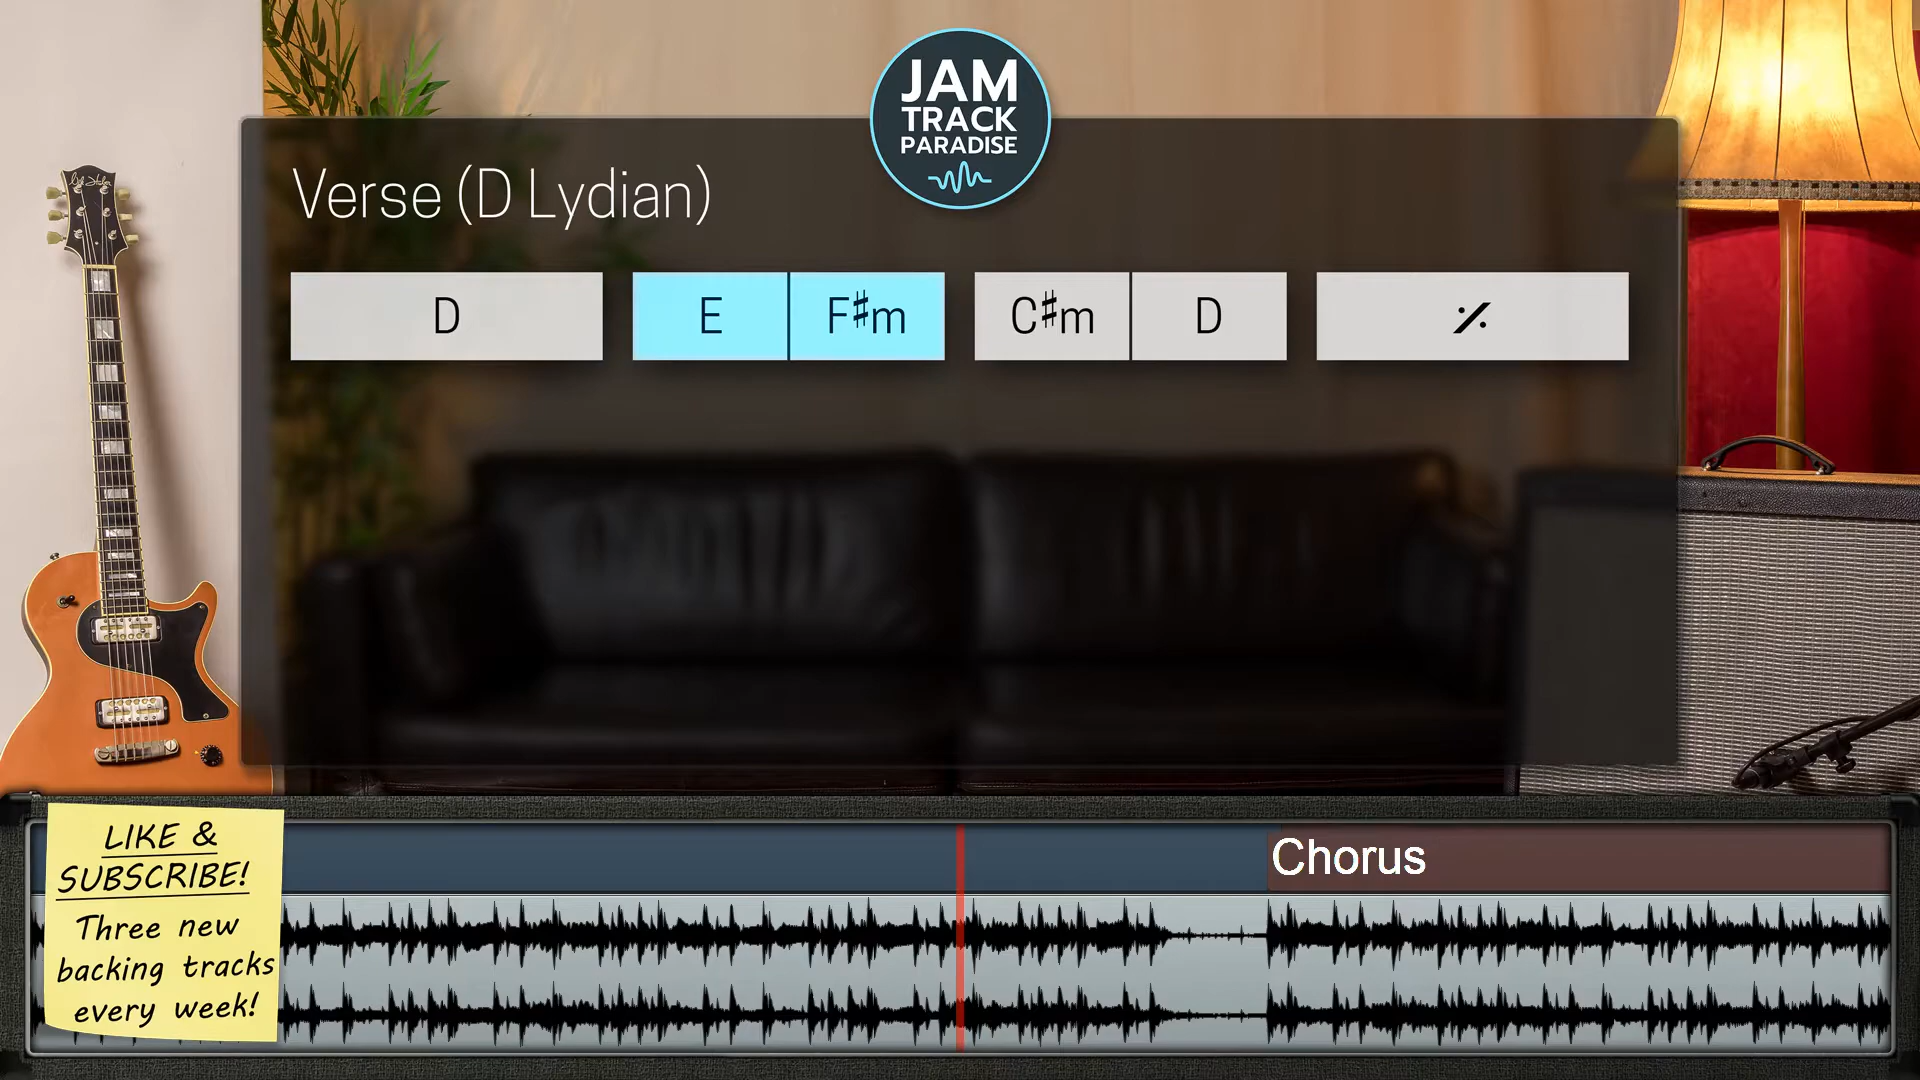 JAM
TRACK
PARADISE
Verse (D Lydian)
D
E
F♯m
C♯m
D
𝄎
Chorus
LIKE &
SUBSCRIBE!
Three new
backing tracks
every week!